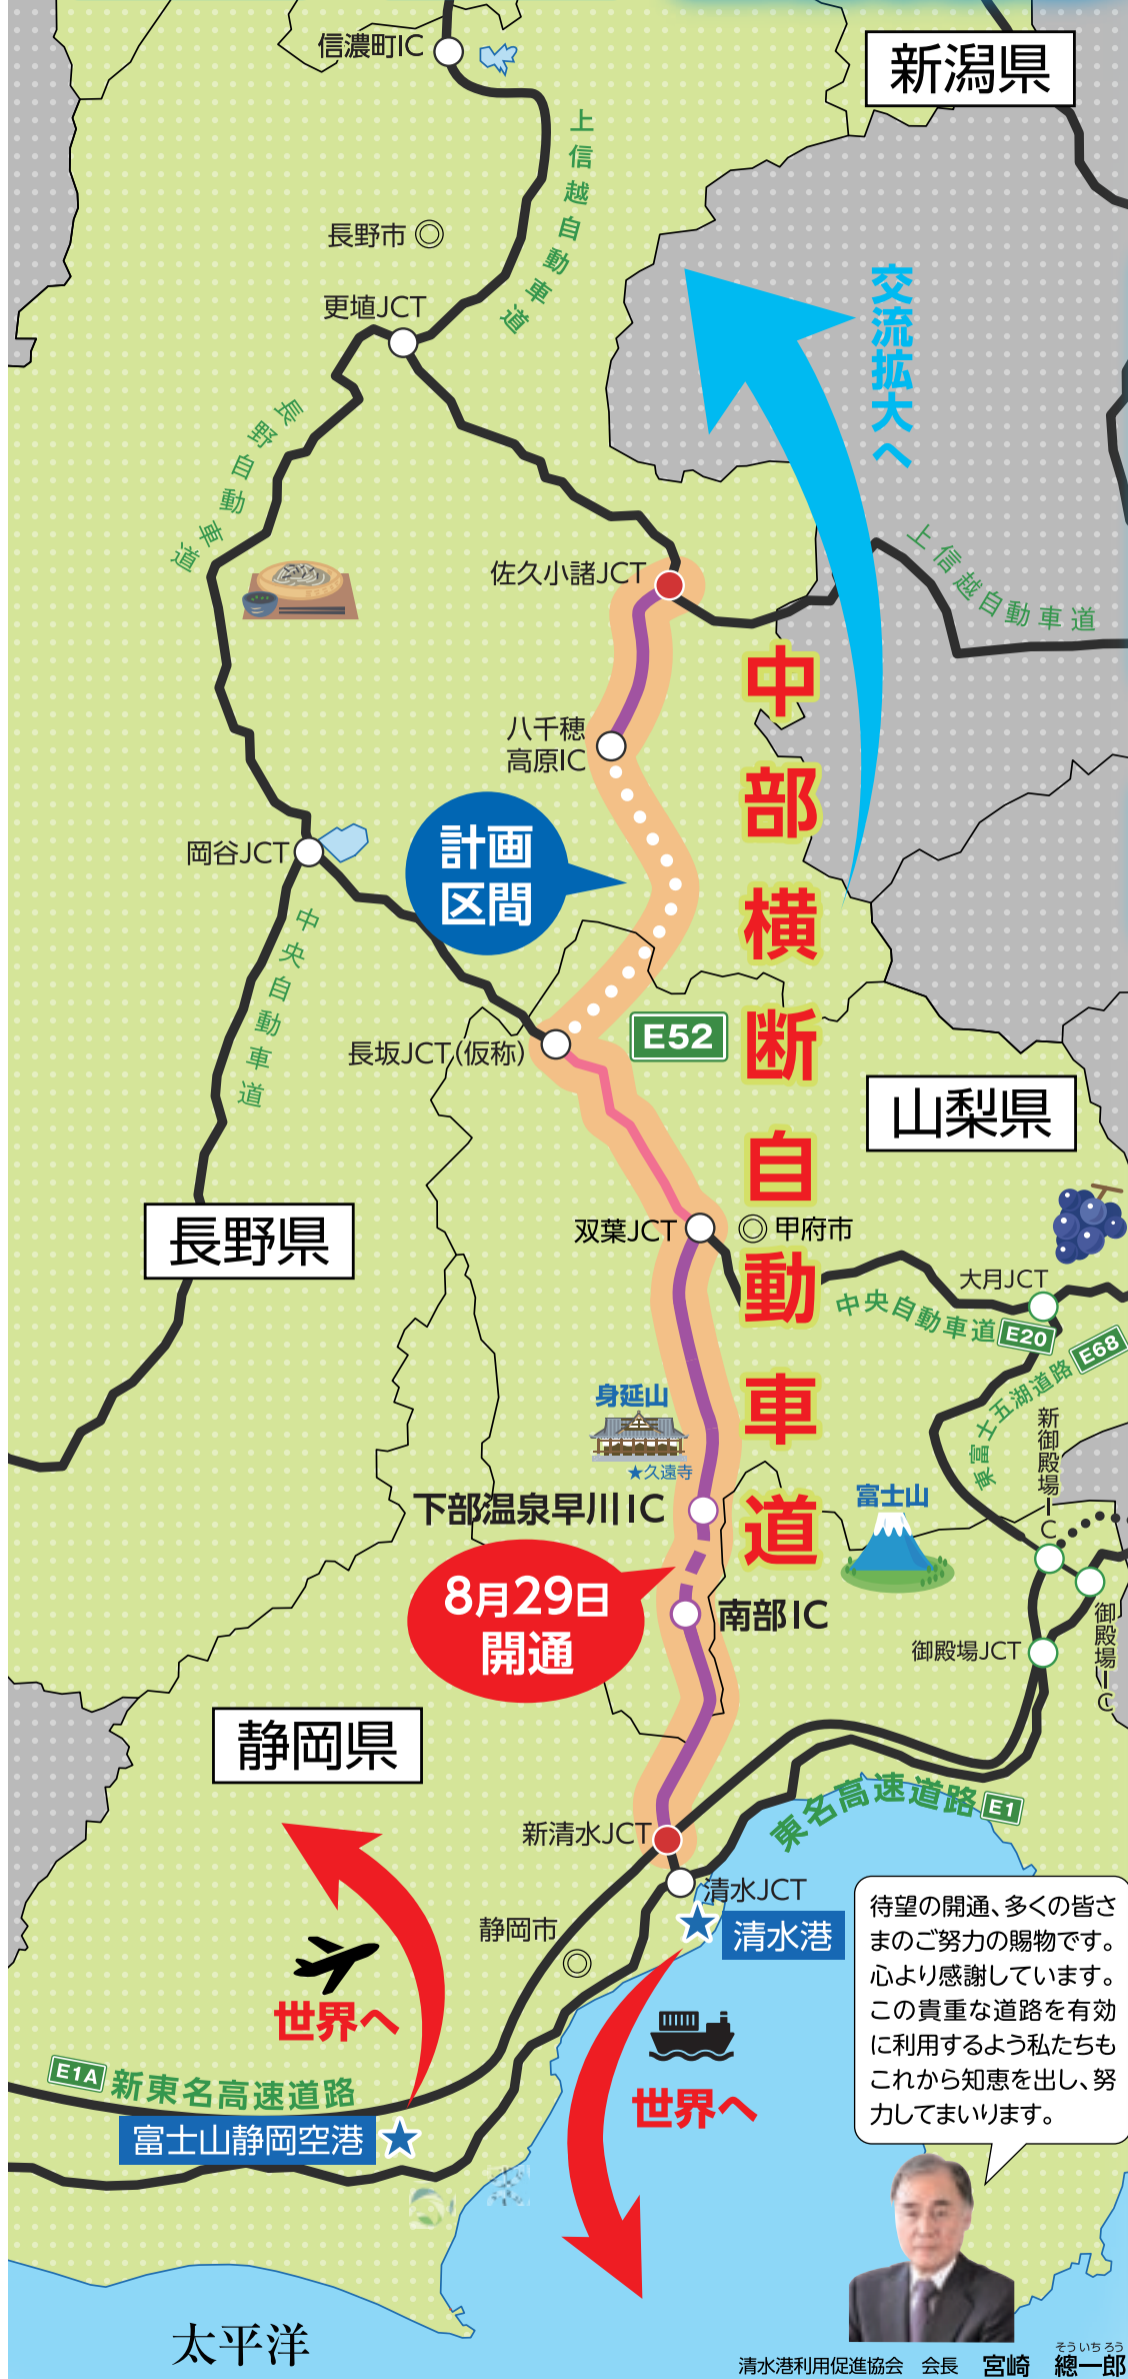 信濃町IC
新潟県
上信越自動車道
長野市
更埴JCT
交流拡大へ
長野自動車道
上信越自動車道
佐久小諸JCT
中部横断自動車道
八千穂
高原IC
計画
区間
岡谷JCT
中央自動車道
E52
長坂JCT(仮称)
山梨県
長野県
双葉JCT
甲府市
大月JCT
中央自動車道
E20
東富士五湖道路
E68
身延山
★久遠寺
新御殿場IC
下部温泉早川IC
富士山
8月29日
開通
南部IC
御殿場IC
御殿場JCT
静岡県
東名高速道路
E1
新清水JCT
清水JCT
静岡市
清水港
待望の開通、多くの皆さ
まのご努力の賜物です。
心より感謝しています。
この貴重な道路を有効
に利用するよう私たちも
これから知恵を出し、努
力してまいります。
世界へ
世界へ
E1A
新東名高速道路
富士山静岡空港
太平洋
そういちろう
清水港利用促進協会 会長 宮崎 總一郎